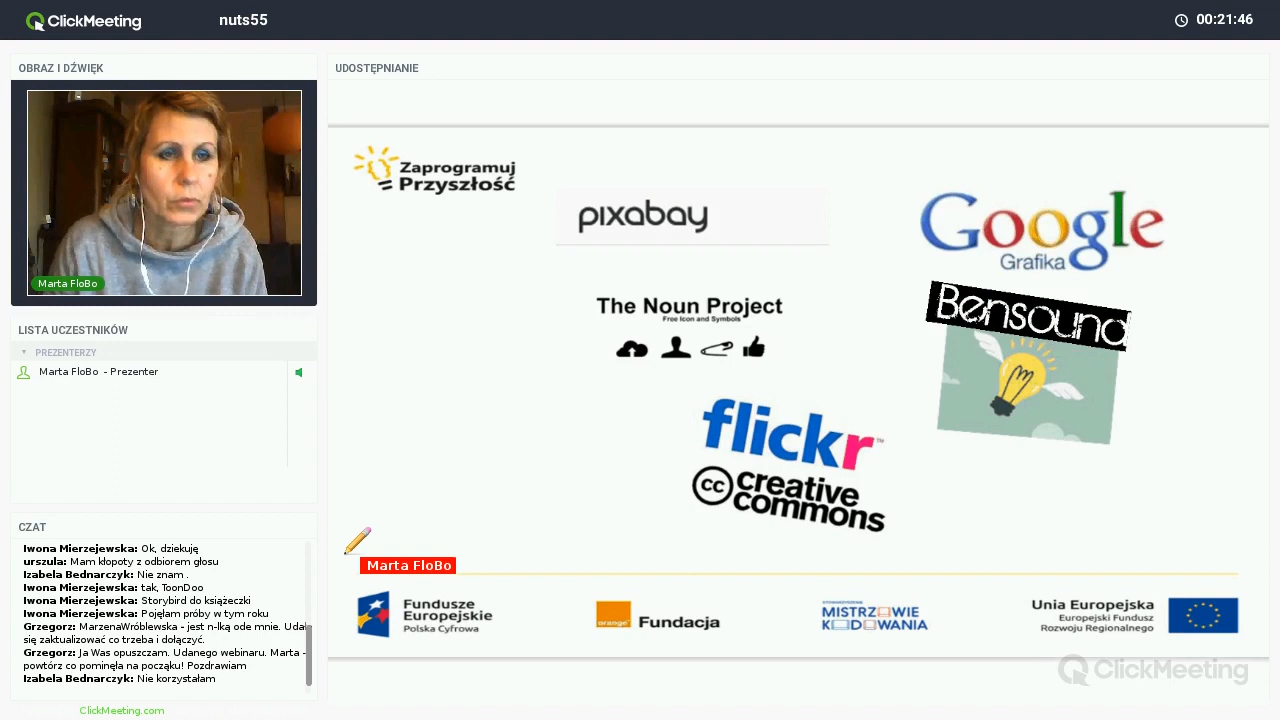 ClickMeeting
nuts55
00:21:46
OBRAZ I DŹWIĘK
Marta FloBo
LISTA UCZESTNIKÓW
PREZENTERZY
Marta FloBo - Prezenter
CZAT
Iwona Mierzejewska: Ok, dziekuję
urszula: Mam kłopoty z odbiorem głosu
Izabela Bednarczyk: Nie znam .
Iwona Mierzejewska: tak, ToonDoo
Iwona Mierzejewska: Storybird do książeczki
Iwona Mierzejewska: Pojęłam próby w tym roku
Grzegorz: MarzenaWróblewska - jest n-lką ode mnie. Udał
się zaktualizować co trzeba i dołączyć.
Grzegorz: Ja Was opuszczam. Udanego webinaru. Marta -
powtórz co pominęła na początku! Pozdrawiam
Izabela Bednarczyk: Nie korzystałam
ClickMeeting.com
UDOSTĘPNIANIE
Zaprogramuj
Przyszłość
pixabay
Google
Grafika
The Noun Project
Free Icon and Symbols
Bensound
flickr™
cc creative
commons
Marta FloBo
Fundusze
Europejskie
Polska Cyfrowa
orange™
Fundacja
STOWARZYSZENIE
MISTRZOWIE
KODOWANIA
Unia Europejska
Europejski Fundusz
Rozwoju Regionalnego
ClickMeeting